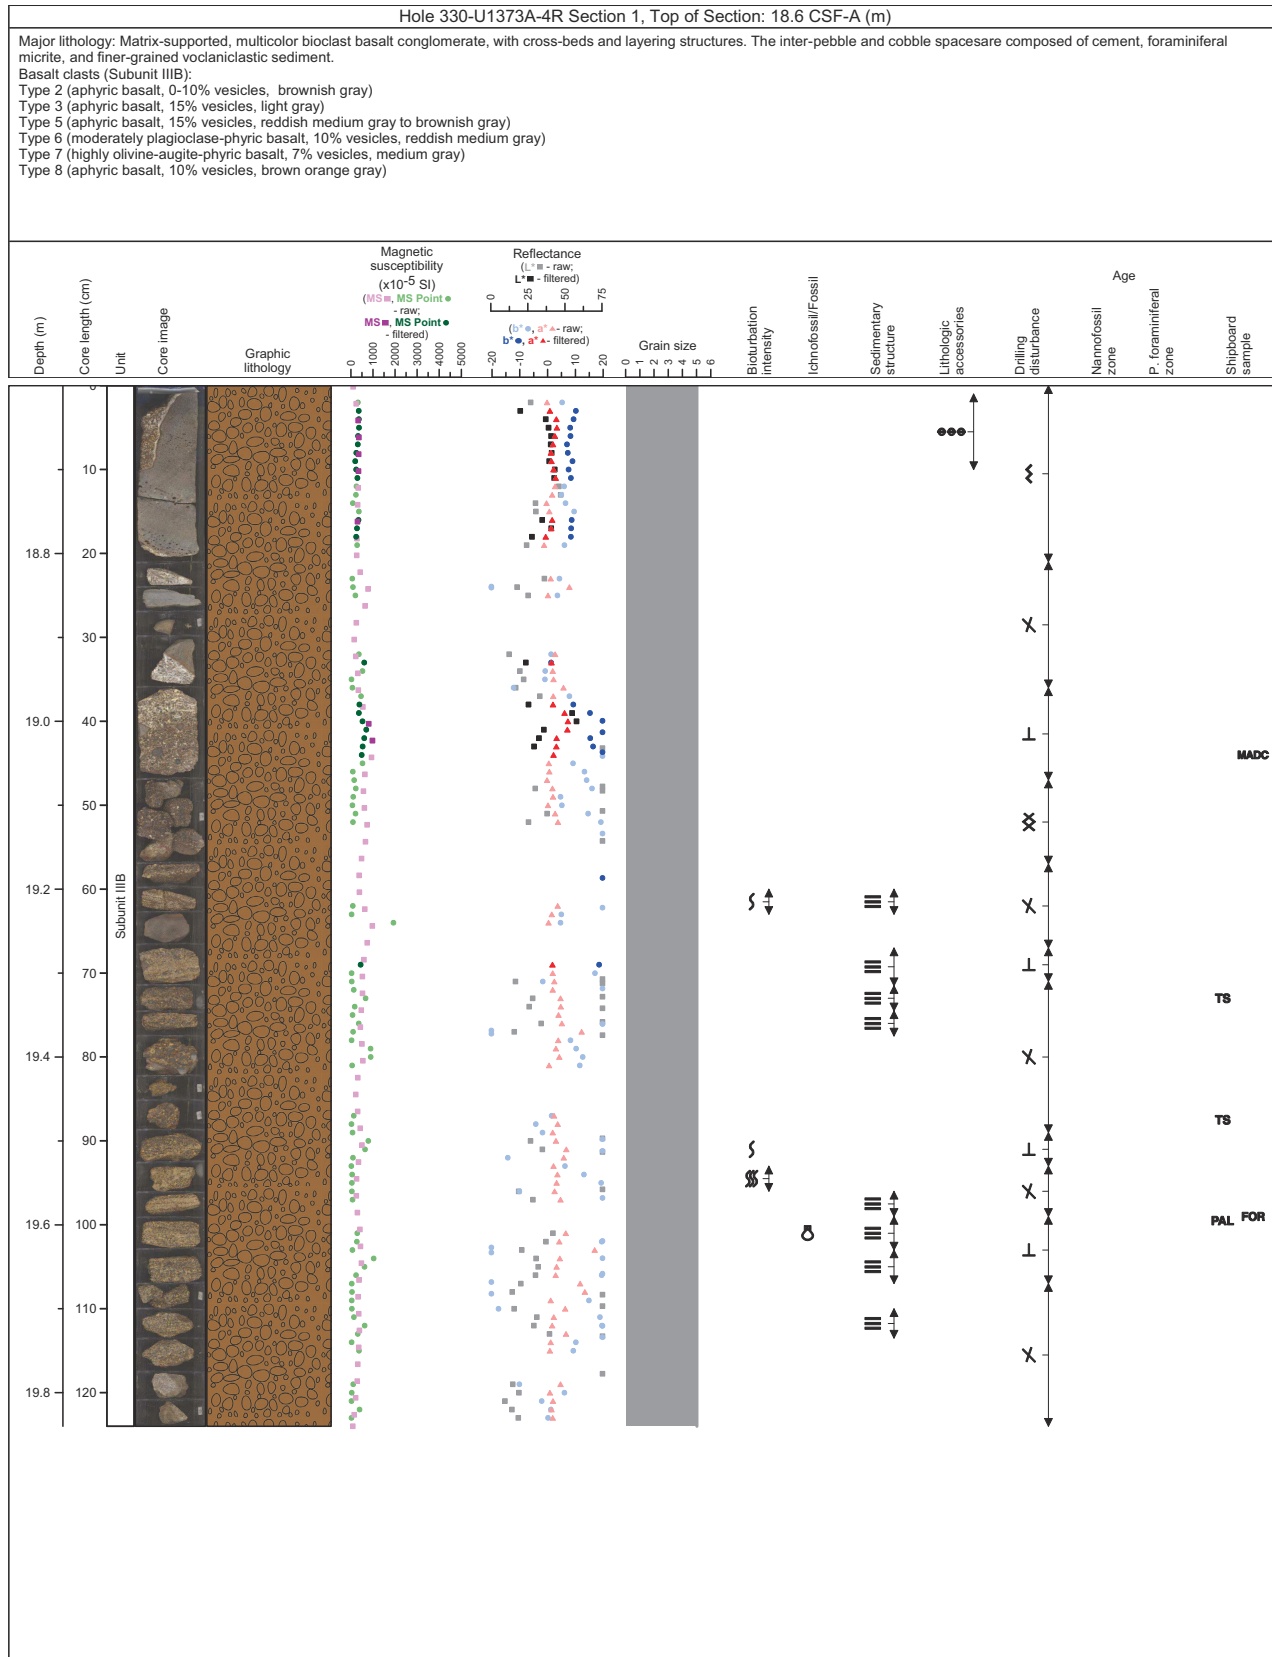 Hole 330-U1373A-4R Section 1, Top of Section: 18.6 CSF-A (m)
Major lithology: Matrix-supported, multicolor bioclast basalt conglomerate, with cross-beds and layering structures. The inter-pebble and cobble spacesare composed of cement, foraminiferal
micrite, and finer-grained voclaniclastic sediment.
Basalt clasts (Subunit IIIB):
Type 2 (aphyric basalt, 0-10% vesicles, brownish gray)
Type 3 (aphyric basalt, 15% vesicles, light gray)
Type 5 (aphyric basalt, 15% vesicles, reddish medium gray to brownish gray)
Type 6 (moderately plagioclase-phyric basalt, 10% vesicles, reddish medium gray)
Type 7 (highly olivine-augite-phyric basalt, 7% vesicles, medium gray)
Type 8 (aphyric basalt, 10% vesicles, brown orange gray)
Depth (m)
Core length (cm)
Unit
Core image
Graphic
lithology
Magnetic
susceptibility
(x10-5 SI)
(MS, MS Point
- raw;
MS, MS Point
- filtered)
0 1000 2000 3000 4000 5000
Reflectance
(L* - raw;
L* - filtered)
0 25 50 75
(b*, a* - raw;
b*, a* - filtered)
-20 -10 0 10 20
Grain size
0 1 2 3 4 5 6
Bioturbation
intensity
Ichnofossil/Fossil
Sedimentary
structure
Lithologic
accessories
Drilling
disturbance
Age
Nannofossil
zone
P. foraminiferal
zone
Shipboard
sample
0
10
18.8
20
30
19.0
40
MADC
50
19.2
60
Subunit IIIB
70
TS
19.4
80
TS
90
19.6
100
PAL FOR
110
19.8
120